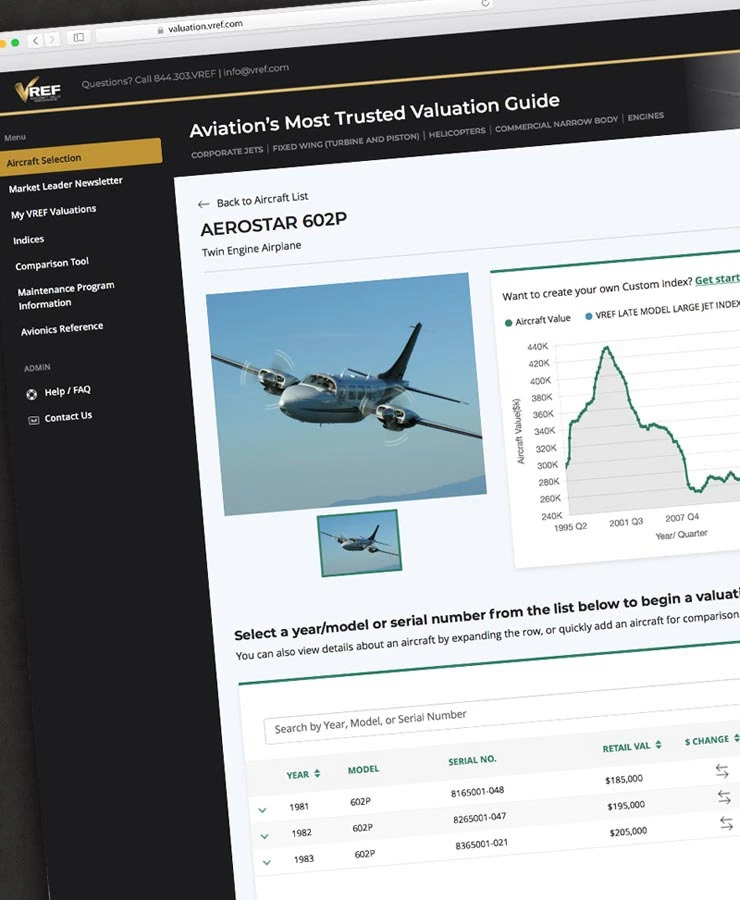 valuation.vref.com
VREF
Questions? Call 844.303.VREF | info@vref.com
Menu
Aircraft Selection
Market Leader Newsletter
My VREF Valuations
Indices
Comparison Tool
Maintenance Program
Information
Avionics Reference
ADMIN
Help / FAQ
Contact Us
Aviation's Most Trusted Valuation Guide
CORPORATE JETS | FIXED WING (TURBINE AND PISTON) | HELICOPTERS | COMMERCIAL NARROW BODY | ENGINES
← Back to Aircraft List
AEROSTAR 602P
Twin Engine Airplane
Want to create your own Custom index? Get start
Aircraft Value
VREF LATE MODEL LARGE JET INDEX
Aircraft Value($k)
440K
420K
400K
380K
360K
340K
320K
300K
280K
260K
240K
1995 Q2 2001 Q3 2007 Q4
Year/ Quarter
Select a year/model or serial number from the list below to begin a valuati
You can also view details about an aircraft by expanding the row, or quickly add an aircraft for comparison
Search by Year, Model, or Serial Number
YEAR MODEL SERIAL NO. RETAIL VAL $ CHANGE
1981 602P 8165001-048 $185,000
1982 602P 8265001-047 $195,000
1983 602P 8365001-021 $205,000